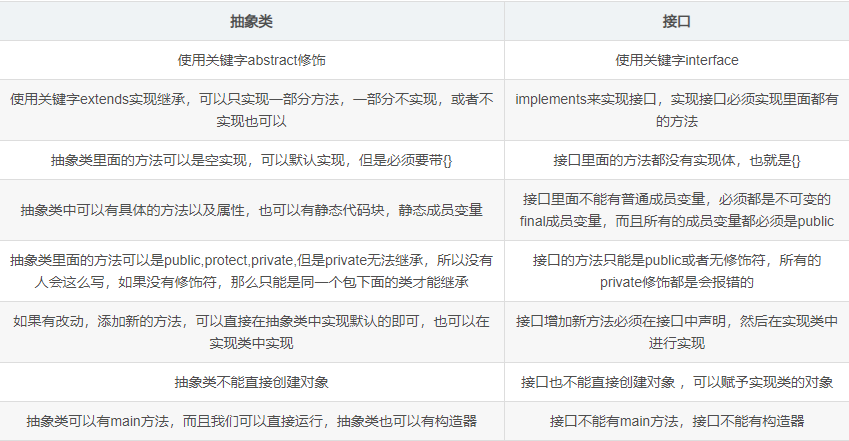 抽象类
接口
使用关键字abstract修饰
使用关键字interface
使用关键字extends实现继承，可以只实现一部分方法，一部分不实现，或者不
实现也可以
implements来实现接口，实现接口必须实现里面都有
的方法
抽象类里面的方法可以是空实现，可以默认实现，但是必须要带{}
接口里面的方法都没有实现体，也就是{}
抽象类中可以有具体的方法以及属性，也可以有静态代码块，静态成员变量
接口里面不能有普通成员变量，必须都是不可变的
final成员变量，而且所有的成员变量都必须是public
抽象类里面的方法可以是public,protect,private,但是private无法继承，所以没有
人会这么写，如果没有修饰符，那么只能是同一个包下面的类才能继承
接口的方法只能是public或者无修饰符，所有的
private修饰都是会报错的
如果有改动，添加新的方法，可以直接在抽象类中实现默认的即可，也可以在
实现类中实现
接口增加新方法必须在接口中声明，然后在实现类中
进行实现
抽象类不能直接创建对象
接口也不能直接创建对象 ，可以赋予实现类的对象
抽象类可以有main方法，而且我们可以直接运行，抽象类也可以有构造器
接口不能有main方法，接口不能有构造器